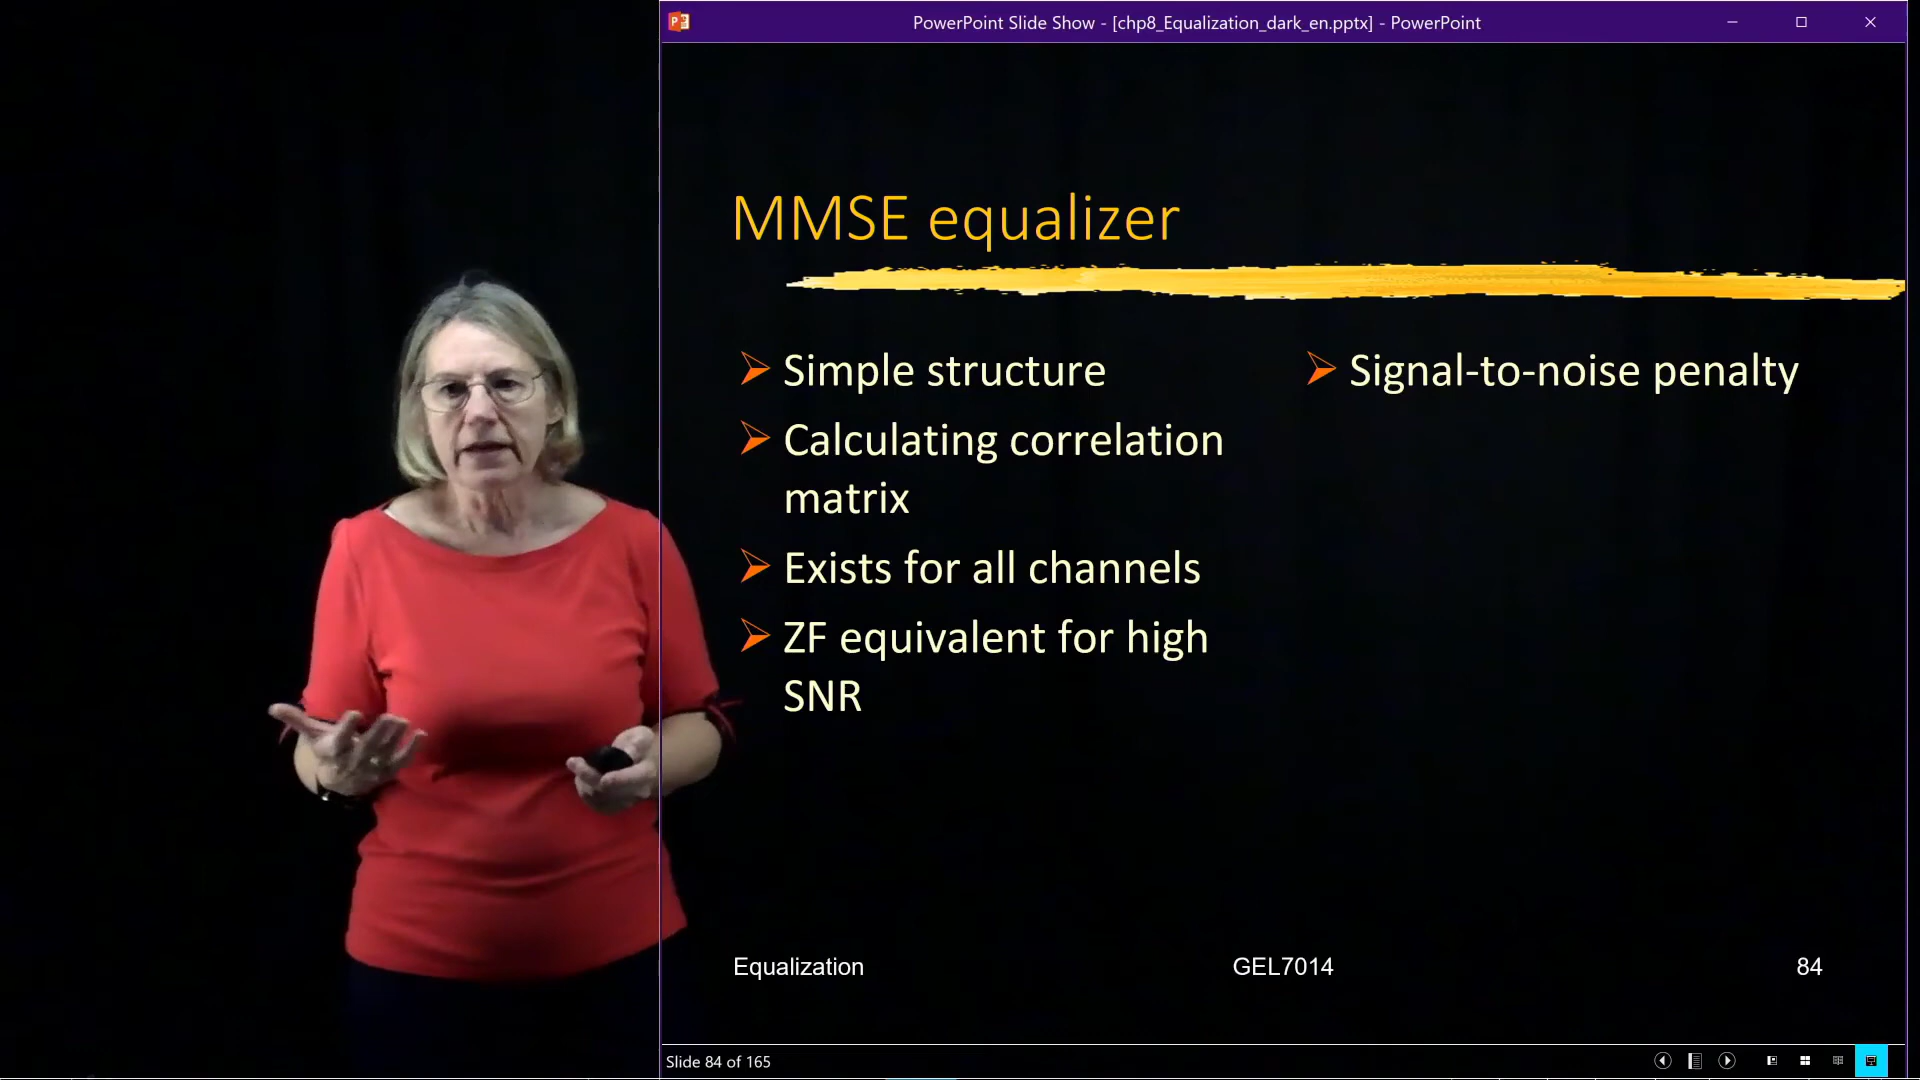 PowerPoint Slide Show - [chp8_Equalization_dark_en.pptx] - PowerPoint
MMSE equalizer
Simple structure
Calculating correlation
matrix
Exists for all channels
ZF equivalent for high
SNR
Signal-to-noise penalty
Equalization
GEL7014
84
Slide 84 of 165